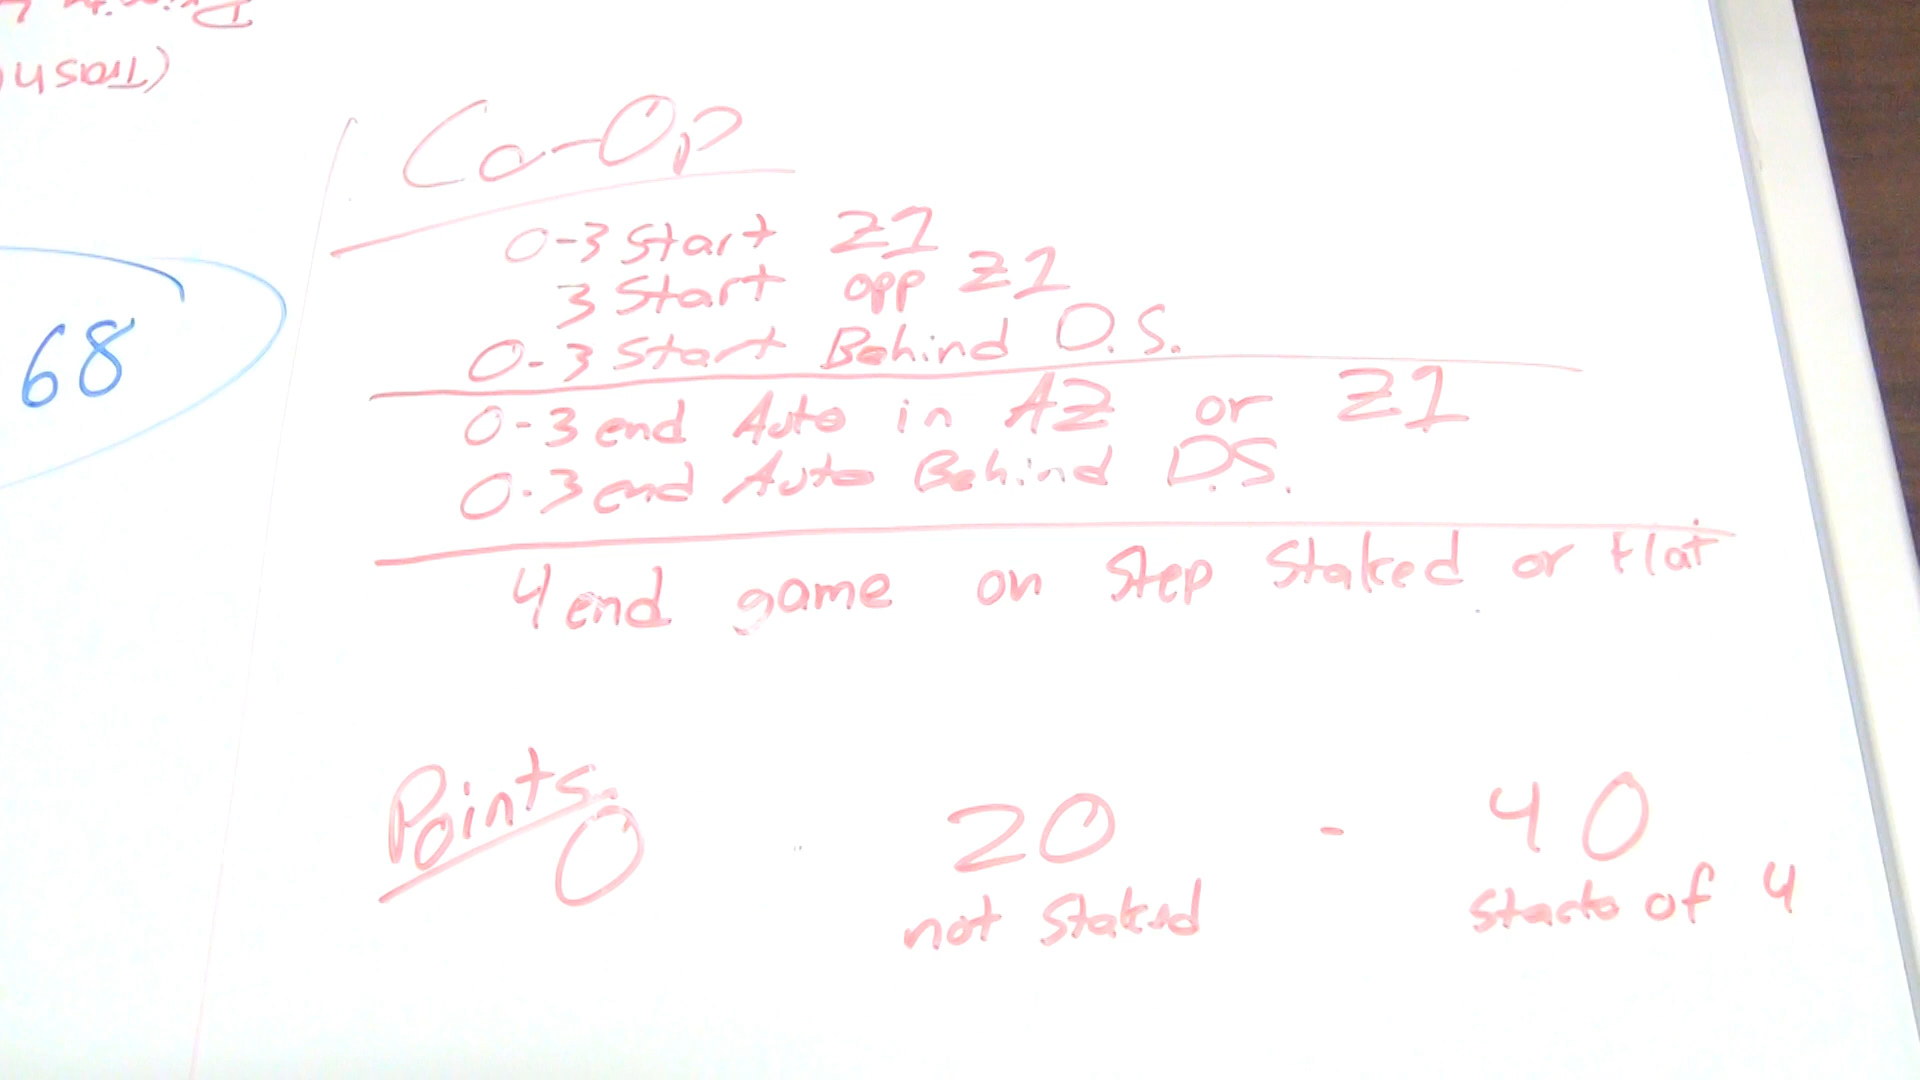 (Trash
68
Co-Op
0-3 Start Z1
3 Start opp Z1
0-3 Start Behind D.S.
0-3 end Auto in AZ or Z1
0-3 end Auto Behind D.S.
4 end game on Step Staked or flat
Points:
0 20 - 40
not Staked stacks of 4